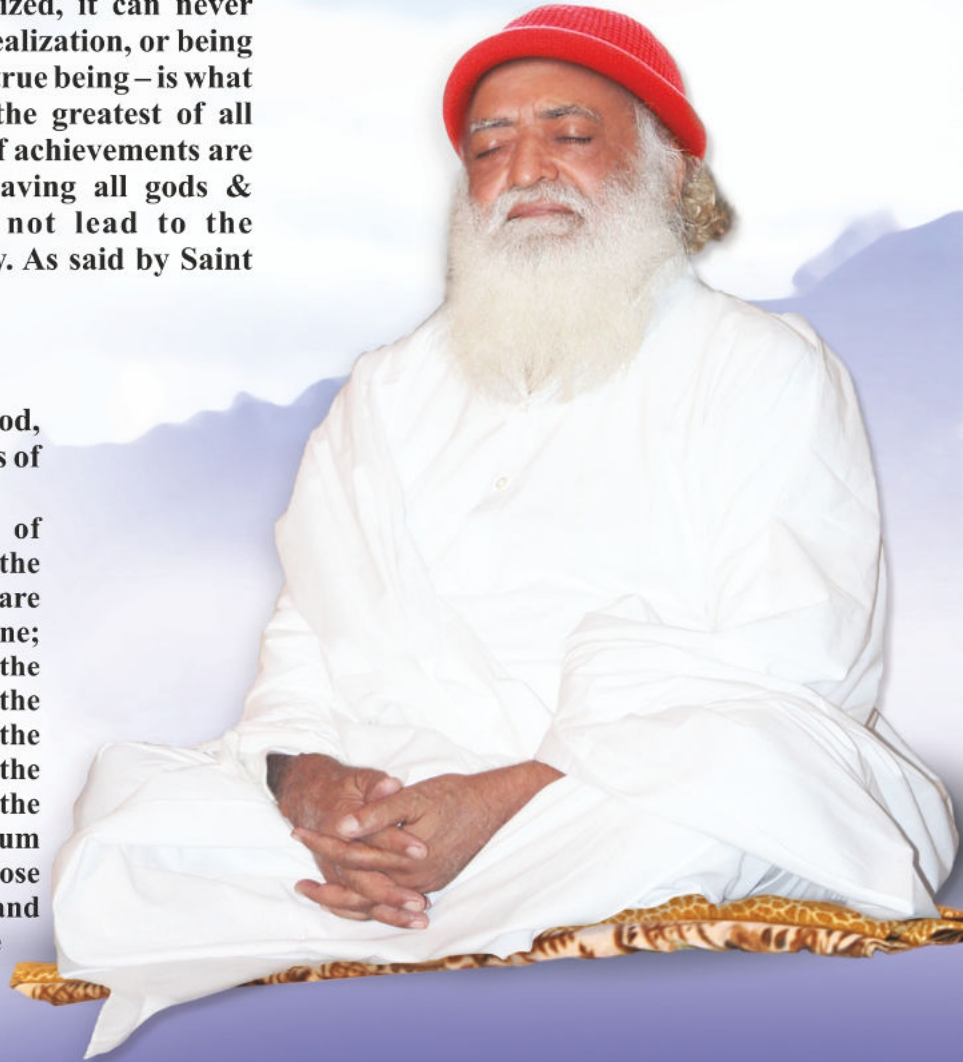 it can never
ealization, or being
true being – is what
the greatest of all
f achievements are
aving all gods &
not lead to the
y. As said by Saint
od,
s of
of
the
are
ne;
the
the
the
the
the
um
ose
and